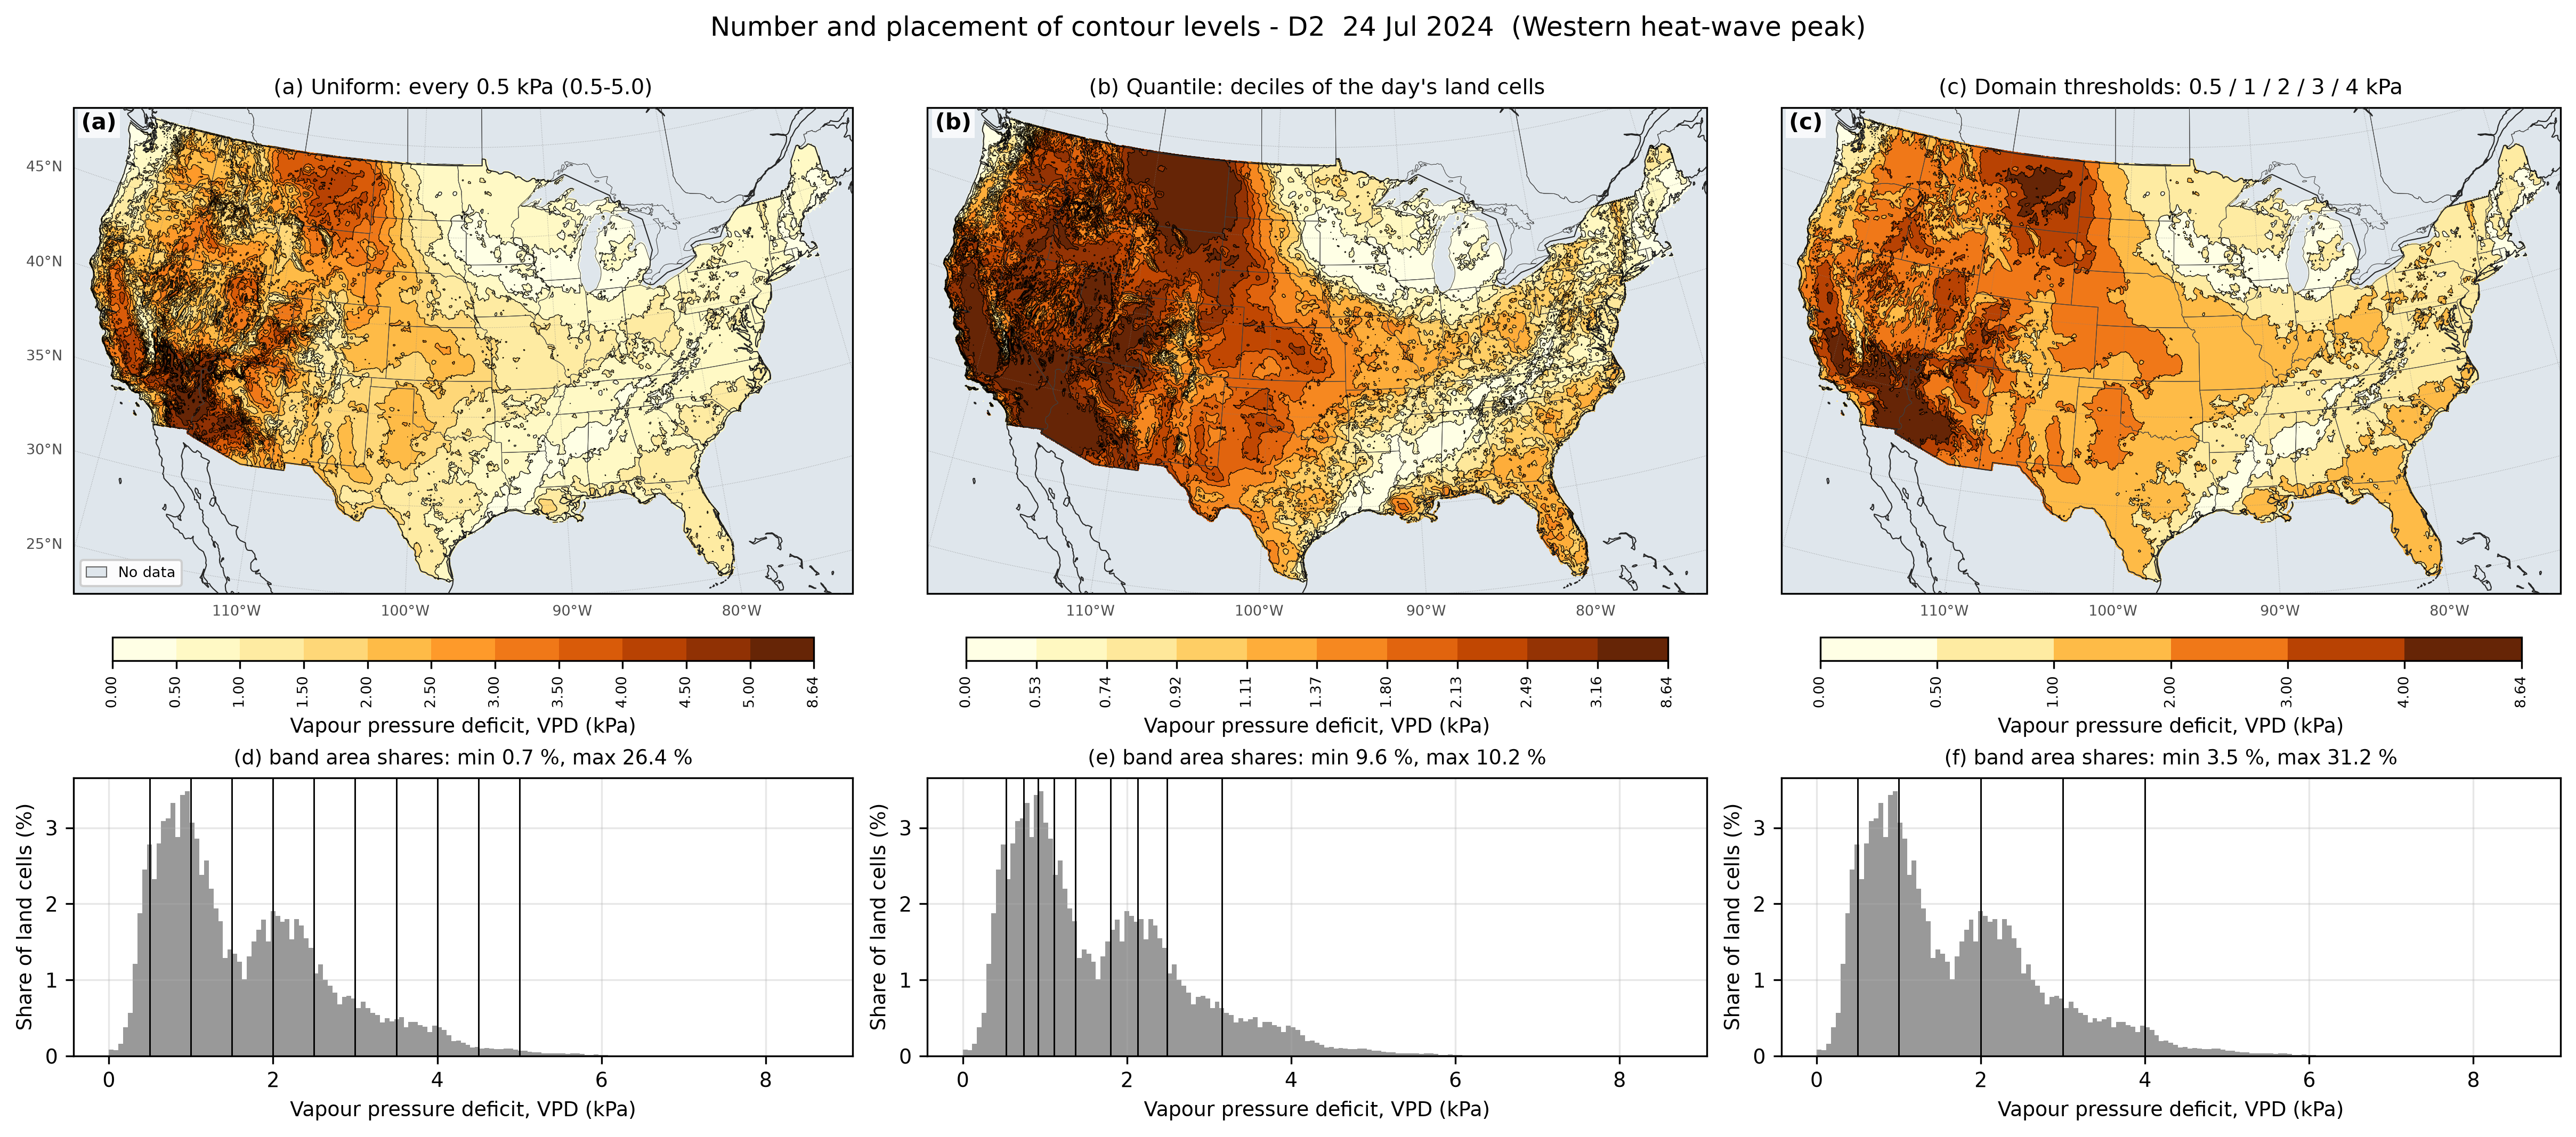 Number and placement of contour levels - D2  24 Jul 2024  (Western heat-wave peak)
(a) Uniform: every 0.5 kPa (0.5-5.0)
(a)
45°N
40°N
35°N
30°N
25°N
No data
110°W 100°W 90°W 80°W
0.00 0.50 1.00 1.50 2.00 2.50 3.00 3.50 4.00 4.50 5.00 8.64
Vapour pressure deficit, VPD (kPa)
(b) Quantile: deciles of the day's land cells
(b)
110°W 100°W 90°W 80°W
0.00 0.53 0.74 0.92 1.11 1.37 1.80 2.13 2.49 3.16 8.64
Vapour pressure deficit, VPD (kPa)
(c) Domain thresholds: 0.5 / 1 / 2 / 3 / 4 kPa
(c)
110°W 100°W 90°W 80°W
0.00 0.50 1.00 2.00 3.00 4.00 8.64
Vapour pressure deficit, VPD (kPa)
(d) band area shares: min 0.7 %, max 26.4 %
Share of land cells (%)
3
2
1
0
0 2 4 6 8
Vapour pressure deficit, VPD (kPa)
(e) band area shares: min 9.6 %, max 10.2 %
Share of land cells (%)
3
2
1
0
0 2 4 6 8
Vapour pressure deficit, VPD (kPa)
(f) band area shares: min 3.5 %, max 31.2 %
Share of land cells (%)
3
2
1
0
0 2 4 6 8
Vapour pressure deficit, VPD (kPa)